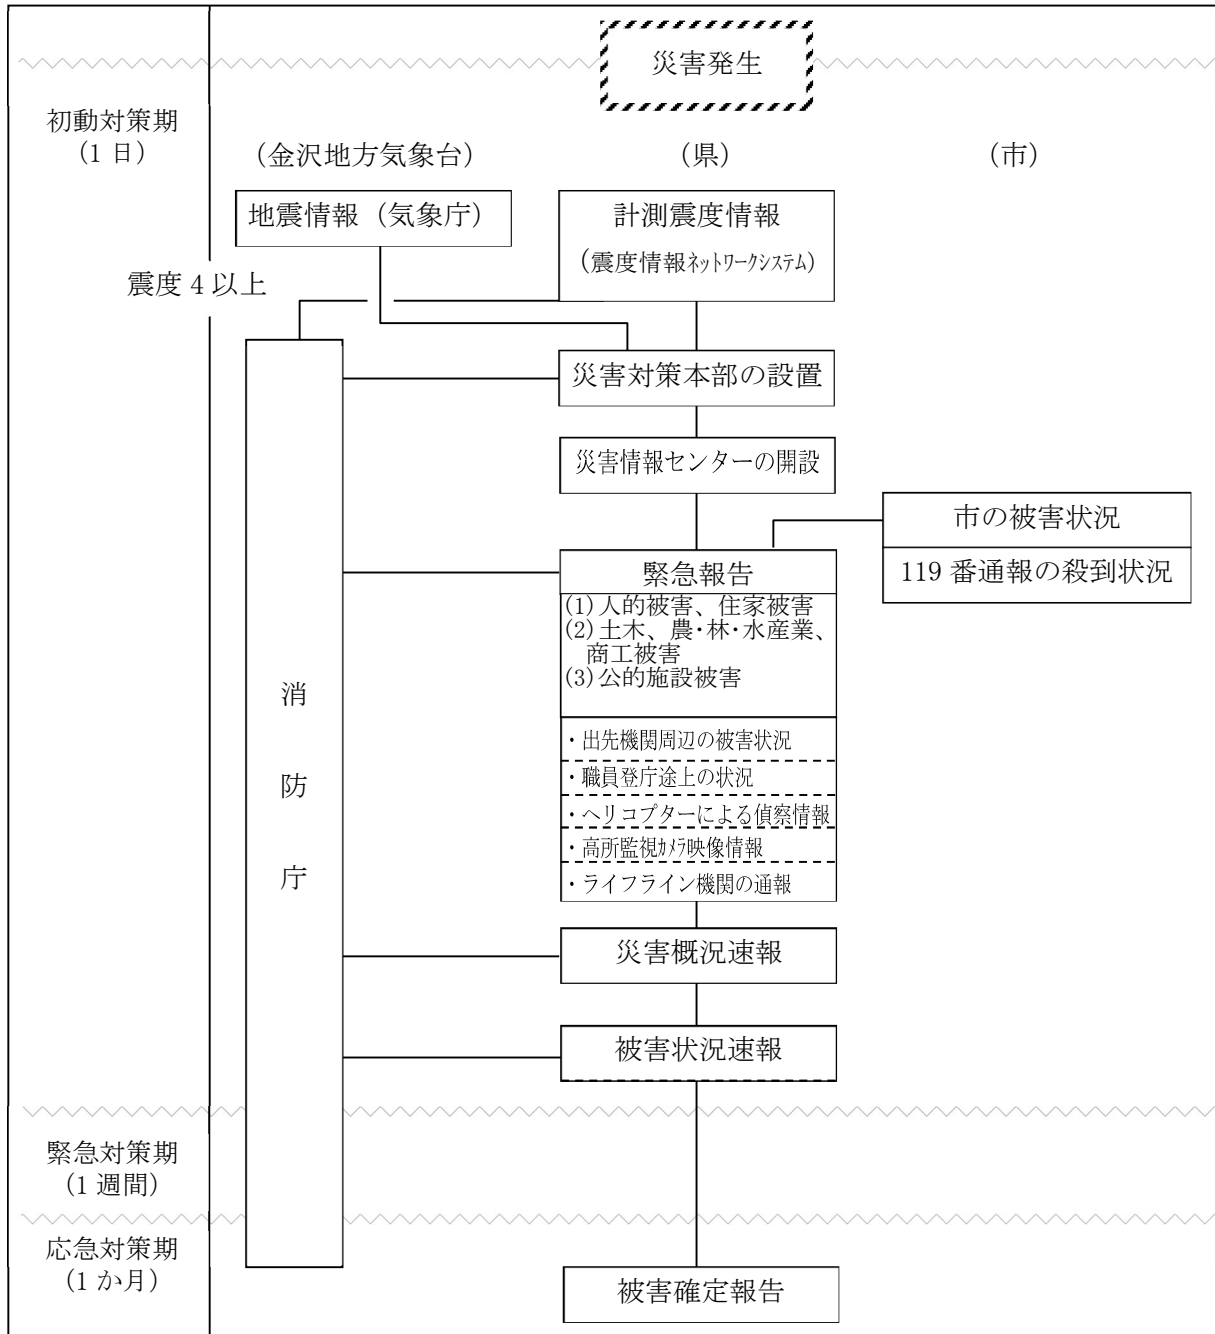 災害発生
初動対策期
(1日)
(金沢地方気象台)
(県)
(市)
地震情報（気象庁）
計測震度情報
(震度情報ネットワークシステム)
震度4以上
災害対策本部の設置
災害情報センターの開設
市の被害状況
119番通報の殺到状況
緊急報告
(1)人的被害、住家被害
(2)土木、農・林・水産業、
商工被害
(3)公的施設被害
・出先機関周辺の被害状況
・職員登庁途上の状況
・ヘリコプターによる偵察情報
・高所監視カメラ映像情報
・ライフライン機関の通報
消
防
庁
災害概況速報
被害状況速報
緊急対策期
(1週間)
応急対策期
(1か月)
被害確定報告